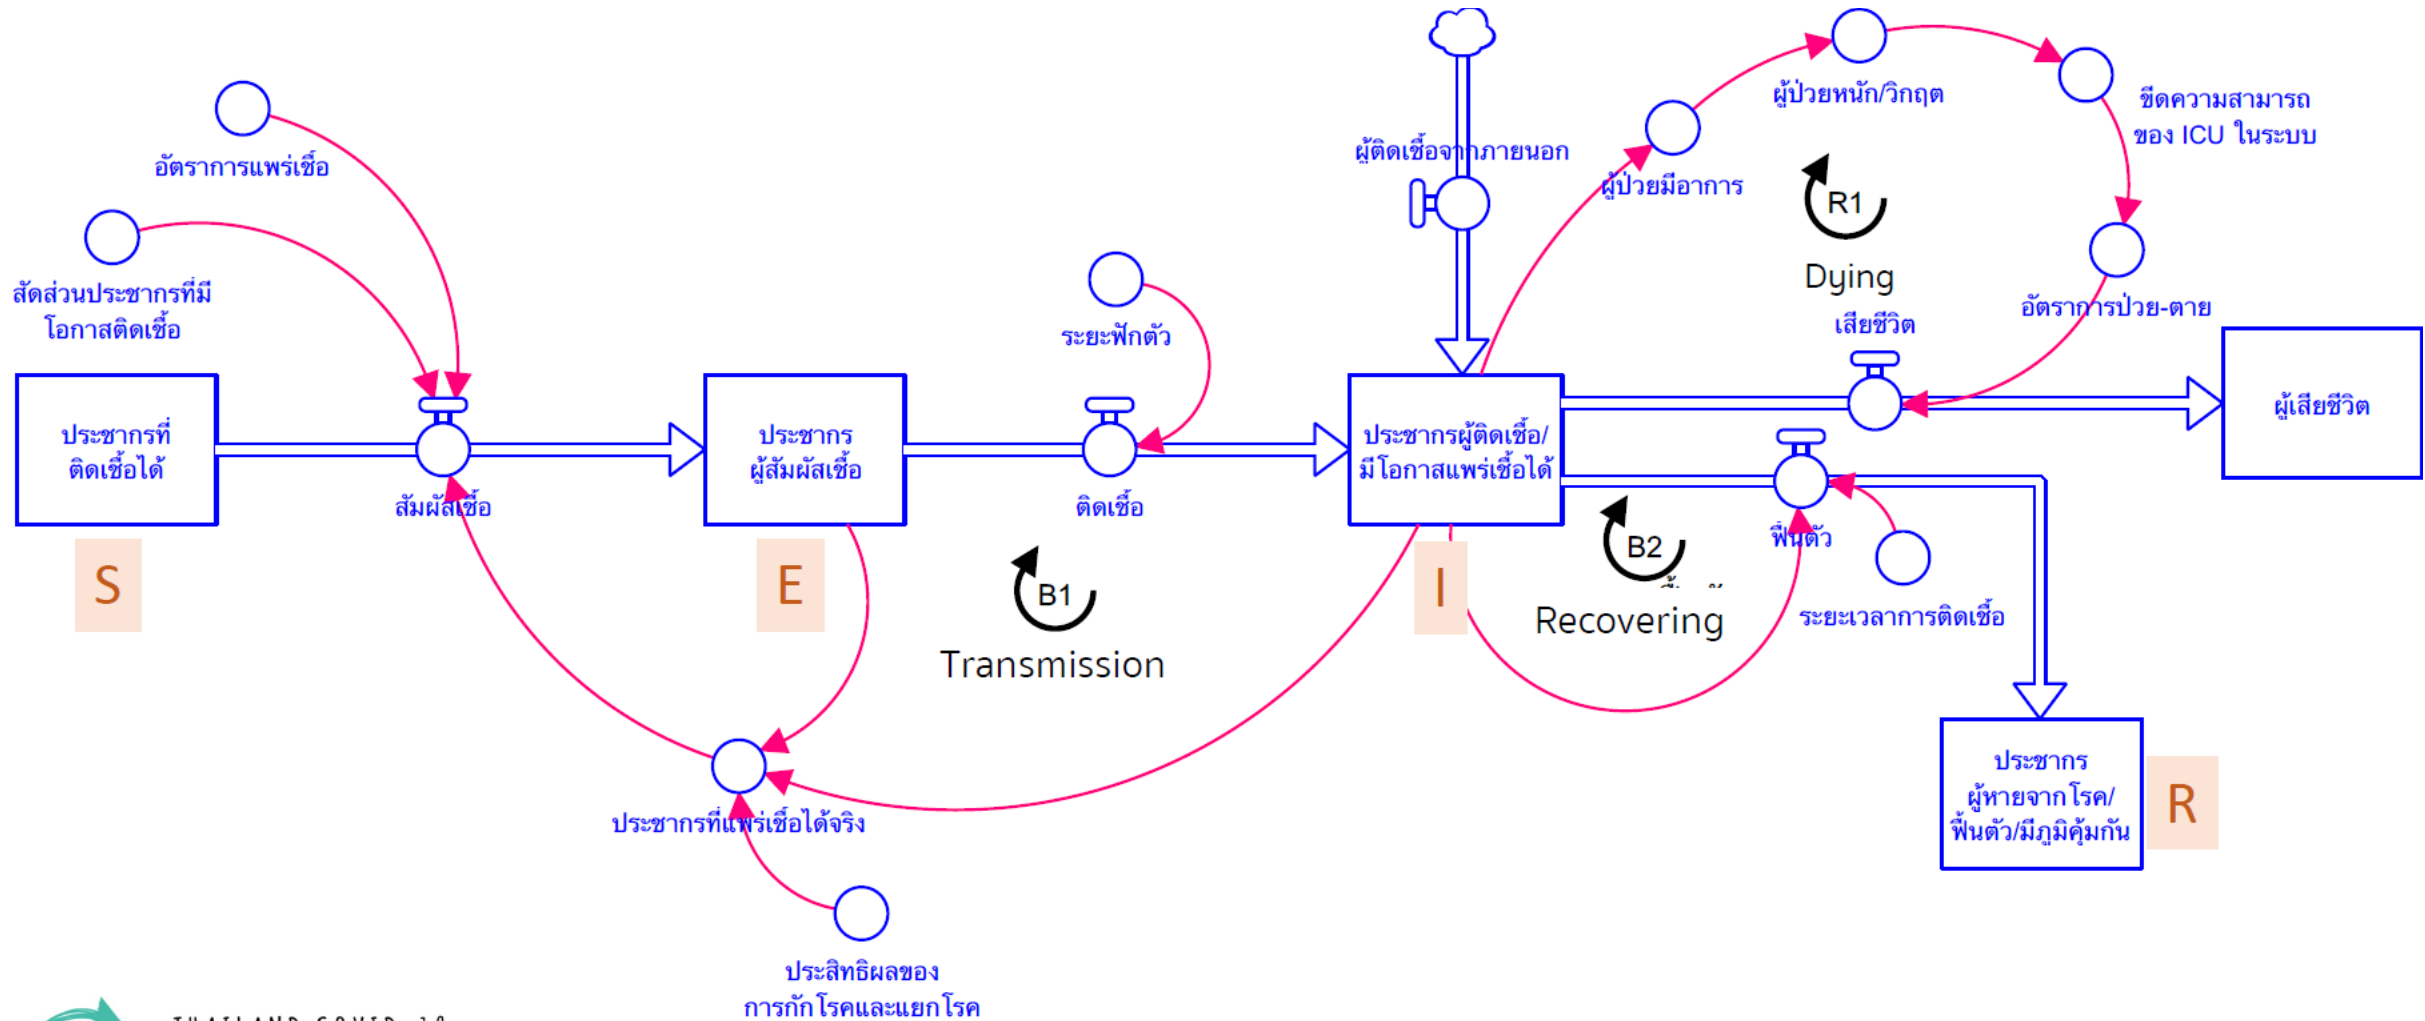 อัตราการแพร่เชื้อ
สัดส่วนประชากรที่มี
โอกาสติดเชื้อ
ประชากรที่
ติดเชื้อได้
S
สัมผัสเชื้อ
ประชากร
ผู้สัมผัสเชื้อ
E
ระยะฟักตัว
ติดเชื้อ
B1
Transmission
ผู้ติดเชื้อจากภายนอก
ประชากรผู้ติดเชื้อ/
มีโอกาสแพร่เชื้อได้
I
ผู้ป่วยมีอาการ
ผู้ป่วยหนัก/วิกฤต
ขีดความสามารถ
ของ ICU ในระบบ
R1
Dying
อัตราการป่วย-ตาย
เสียชีวิต
ผู้เสียชีวิต
B2
Recovering
ฟื้นตัว
ระยะเวลาการติดเชื้อ
ประชากร
ผู้หายจากโรค/
ฟื้นตัว/มีภูมิคุ้มกัน
R
ประชากรที่แพร่เชื้อได้จริง
ประสิทธิผลของ
การกักโรคและแยกโรค
THAILAND COVID-19